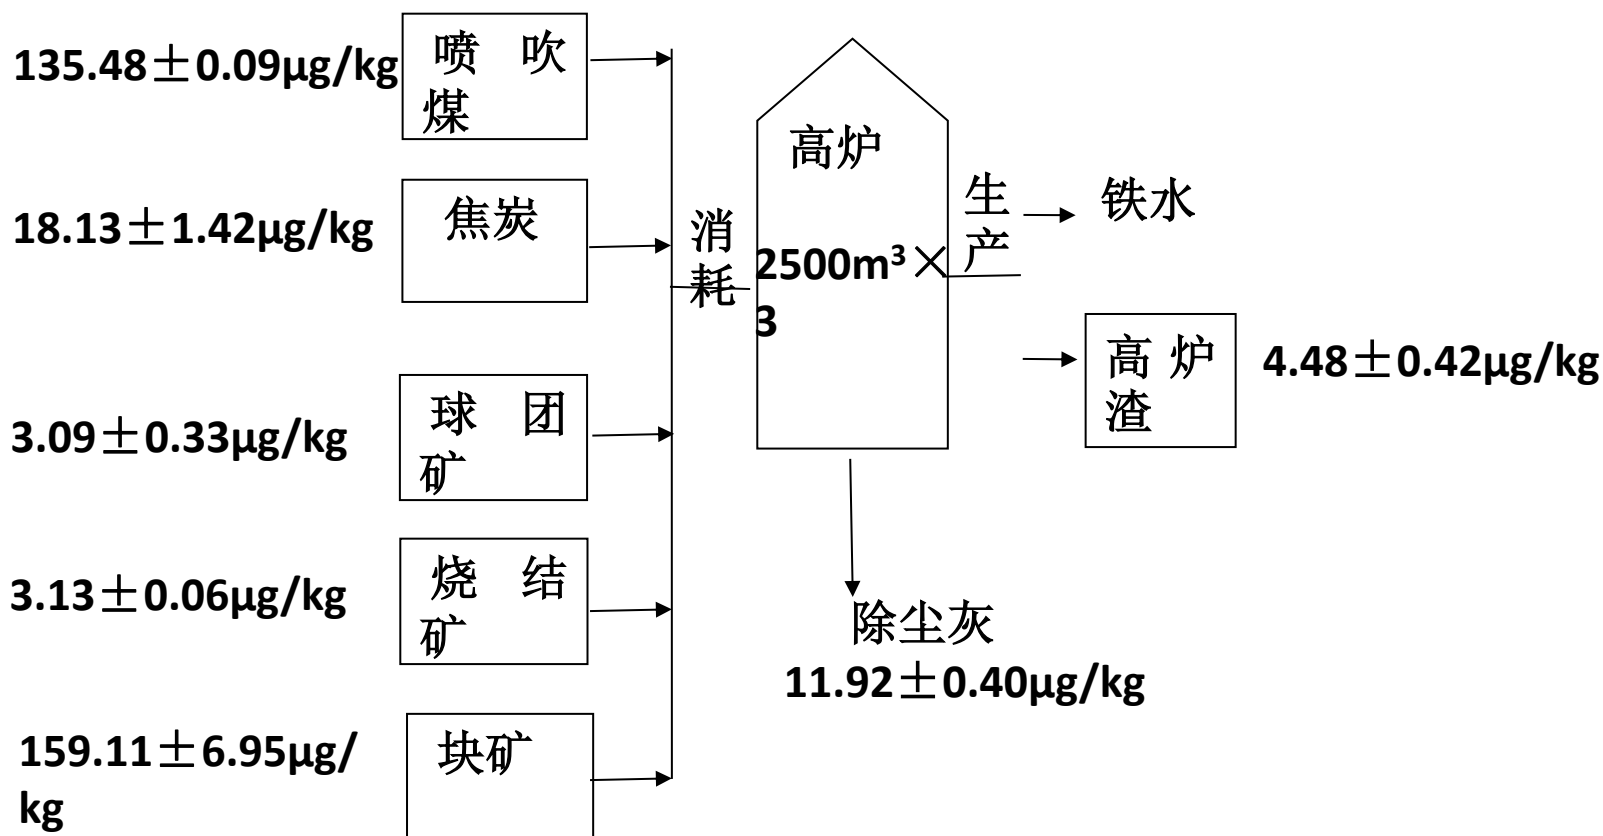 135.48±0.09μg/kg
喷 吹
煤
18.13±1.42μg/kg
焦炭
3.09±0.33μg/kg
球 团
矿
3.13±0.06μg/kg
烧 结
矿
159.11±6.95μg/
kg
块矿
消
耗
高炉
2500m³×
3
生
产
铁水
高 炉
渣
4.48±0.42μg/kg
除尘灰
11.92±0.40μg/kg